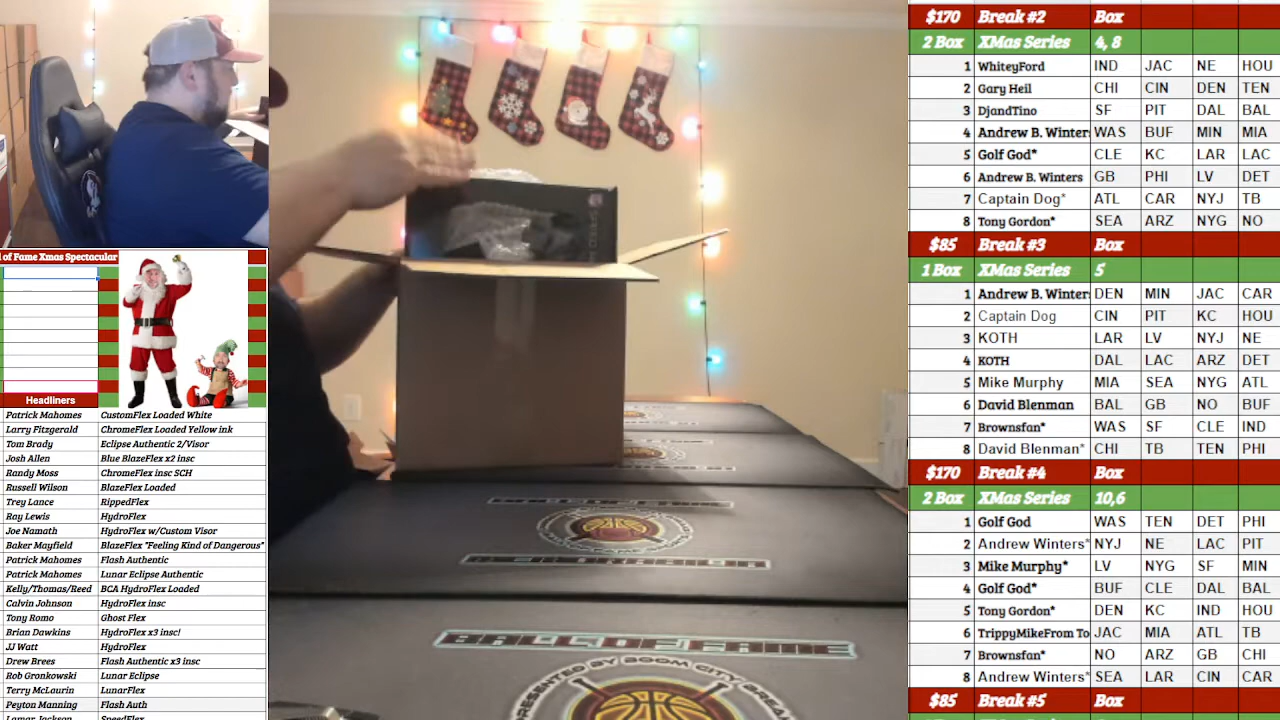 l of Fame Xmas Spectacular
Headliners
Patrick Mahomes CustomFlex Loaded White
Larry Fitzgerald ChromeFlex Loaded Yellow ink
Tom Brady Eclipse Authentic 2/Visor
Josh Allen Blue BlazeFlex x2 insc
Randy Moss ChromeFlex insc SCH
Russell Wilson BlazeFlex Loaded
Trey Lance RippedFlex
Ray Lewis HydroFlex
Joe Namath HydroFlex w/Custom Visor
Baker Mayfield BlazeFlex "Feeling Kind of Dangerous"
Patrick Mahomes Flash Authentic
Patrick Mahomes Lunar Eclipse Authentic
Kelly/Thomas/Reed BCA HydroFlex Loaded
Calvin Johnson HydroFlex insc
Tony Romo Ghost Flex
Brian Dawkins HydroFlex x3 insc!
JJ Watt HydroFlex
Drew Brees Flash Authentic x3 insc
Rob Gronkowski Lunar Eclipse
Terry McLaurin LunarFlex
Peyton Manning Flash Auth
Lamar Jackson SpeedFlex
PRESENTED BY BOOM CITY BREAK
$170 Break #2 Box
2 Box XMas Series 4, 8
1 WhiteyFord IND JAC NE HOU
2 Gary Heil CHI CIN DEN TEN
3 DjandTino SF PIT DAL BAL
4 Andrew B. Winters WAS BUF MIN MIA
5 Golf God* CLE KC LAR LAC
6 Andrew B. Winters GB PHI LV DET
7 Captain Dog* ATL CAR NYJ TB
8 Tony Gordon* SEA ARZ NYG NO
$85 Break #3 Box
1 Box XMas Series 5
1 Andrew B. Winters DEN MIN JAC CAR
2 Captain Dog CIN PIT KC HOU
3 KOTH LAR LV NYJ NE
4 KOTH DAL LAC ARZ DET
5 Mike Murphy MIA SEA NYG ATL
6 David Blenman BAL GB NO BUF
7 Brownsfan* WAS SF CLE IND
8 David Blenman* CHI TB TEN PHI
$170 Break #4 Box
2 Box XMas Series 10,6
1 Golf God WAS TEN DET PHI
2 Andrew Winters* NYJ NE LAC PIT
3 Mike Murphy* LV NYG SF MIN
4 Golf God* BUF CLE DAL BAL
5 Tony Gordon* DEN KC IND HOU
6 TrippyMikeFrom To JAC MIA ATL TB
7 Brownsfan* NO ARZ GB CHI
8 Andrew Winters* SEA LAR CIN CAR
$85 Break #5 Box